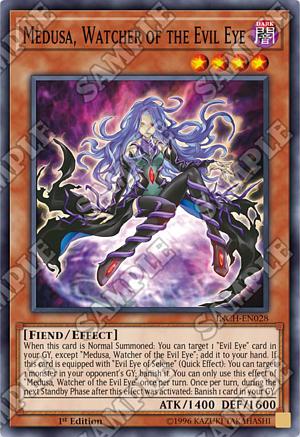 MEDUSA, WATCHER OF THE EVIL EYE
DARK
闇
SAMPLE
INCH-EN028
[FIEND/EFFECT]
When this card is Normal Summoned: You can target 1 "Evil Eye" card in
your GY, except "Medusa, Watcher of the Evil Eye"; add it to your hand. If
this card is equipped with "Evil Eye of Selene" (Quick Effect): You can target
1 monster in your opponent's GY; banish it. You can only use this effect of
"Medusa, Watcher of the Evil Eye" once per turn. Once per turn, during the
next Standby Phase after this effect was activated: Banish 1 card in your GY.
ATK/1400 DEF/1600
1st Edition
©1996 KAZUKI TAKAHASHI